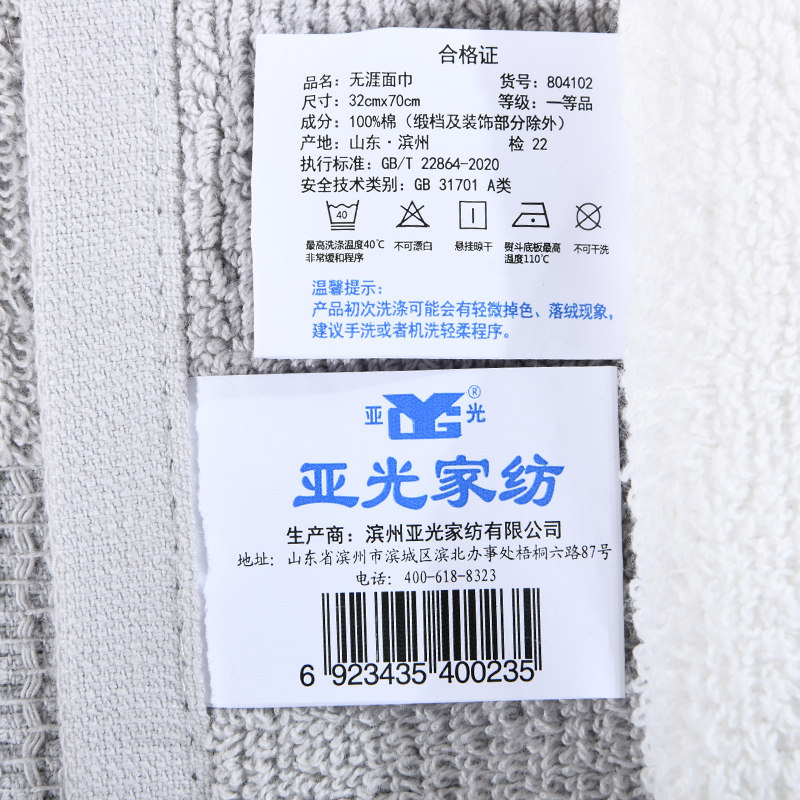 合格证
品名：无涯面巾 货号：804102
尺寸：32cmx70cm 等级：一等品
成分：100%棉（缎档及装饰部分除外）
产地：山东·滨州 检 22
执行标准：GB/T 22864-2020
安全技术类别：GB 31701 A类
40
最高洗涤温度40℃ 不可漂白 悬挂晾干 熨斗底板最高 不可干洗
非常缓和程序 温度110℃
温馨提示：
产品初次洗涤可能会有轻微掉色、落绒现象，
建议手洗或者机洗轻柔程序。
亚 YG 光 ®
亚光家纺
生产商：滨州亚光家纺有限公司
地址：山东省滨州市滨城区滨北办事处梧桐六路87号
电话：400-618-8323
6 923435 400235